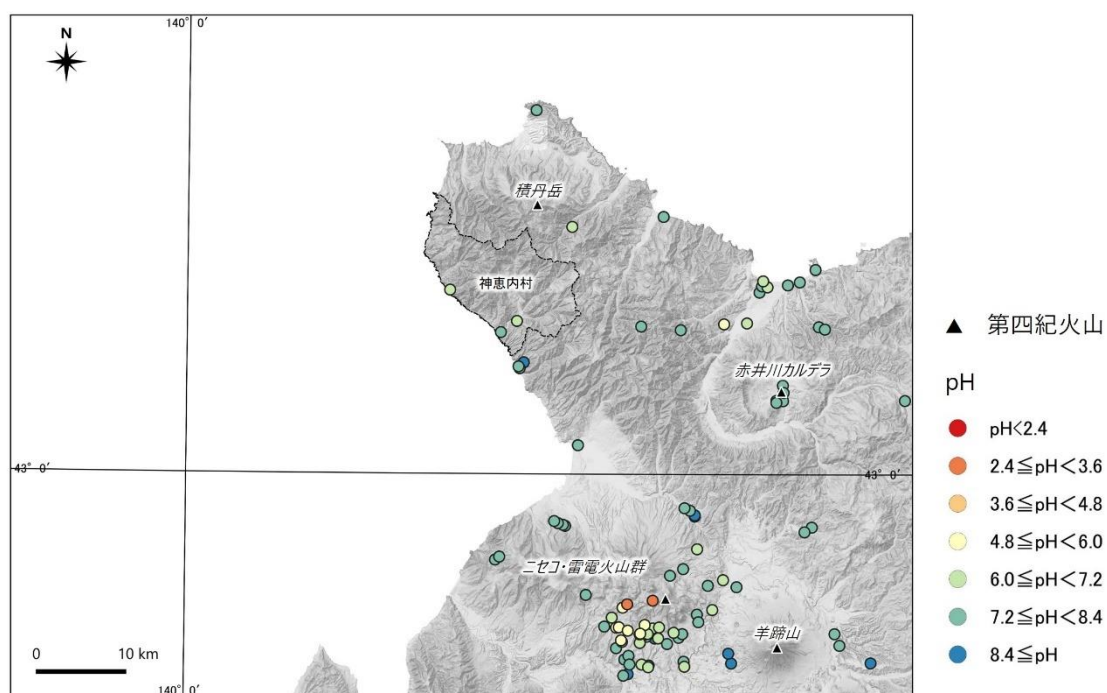 140° 0′
N
積丹岳
神恵内村
赤井川カルデラ
43° 0′
43° 0′
ニセコ・雷電火山群
羊蹄山
0 10 km
140° 0′
第四紀火山
pH
pH<2.4
2.4≦pH<3.6
3.6≦pH<4.8
4.8≦pH<6.0
6.0≦pH<7.2
7.2≦pH<8.4
8.4≦pH